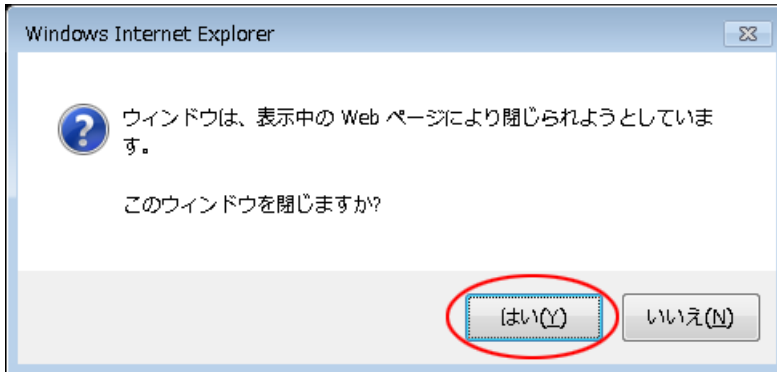 Windows Internet Explorer
ウィンドウは、表示中の Web ページにより閉じられようとしていま
す。
このウィンドウを閉じますか?
はい(Y)
いいえ(N)